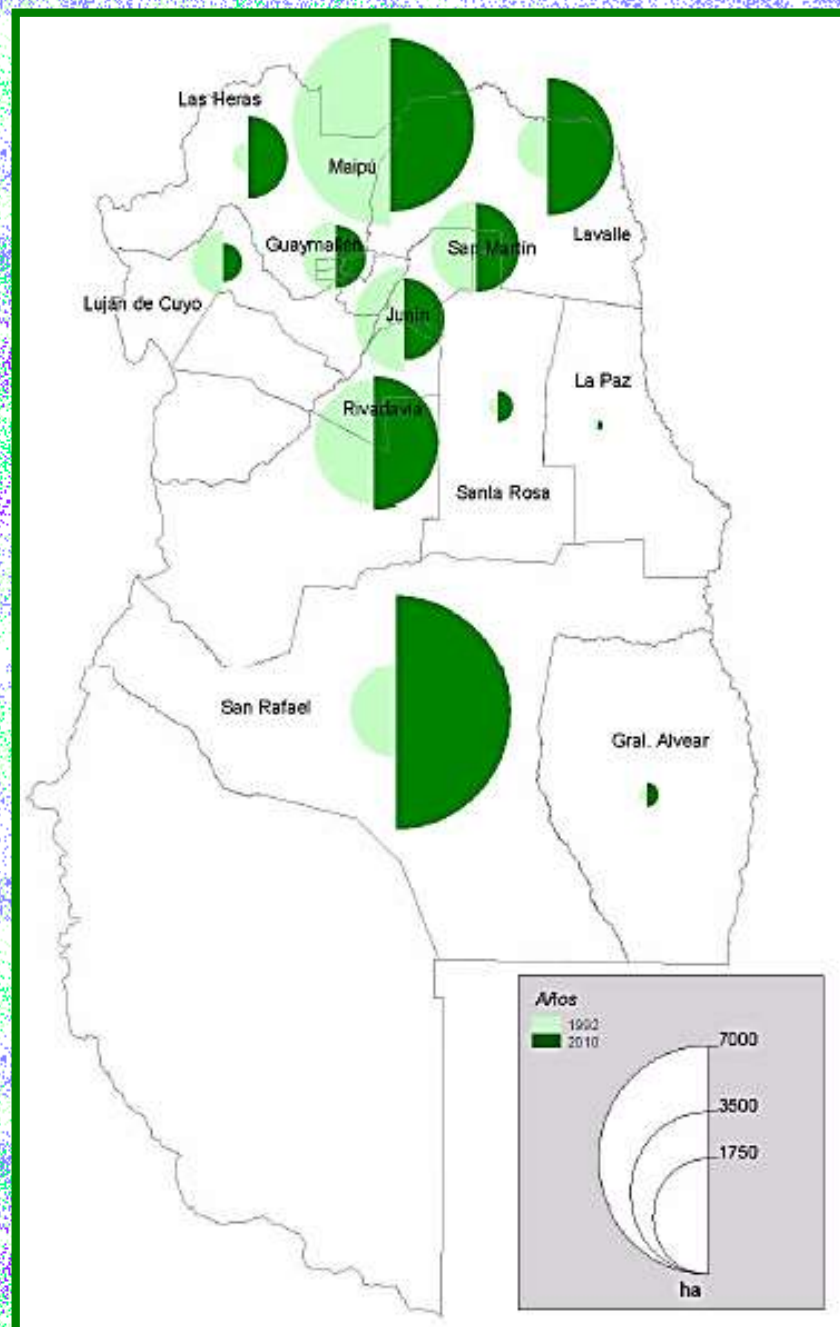 Las Heras
Maipú
Lavalle
Guaymallén
San Martín
Luján de Cuyo
Junín
La Paz
Rivadavia
Santa Rosa
San Rafael
Gral. Alvear
Años
1992
2010
7000
3500
1750
ha